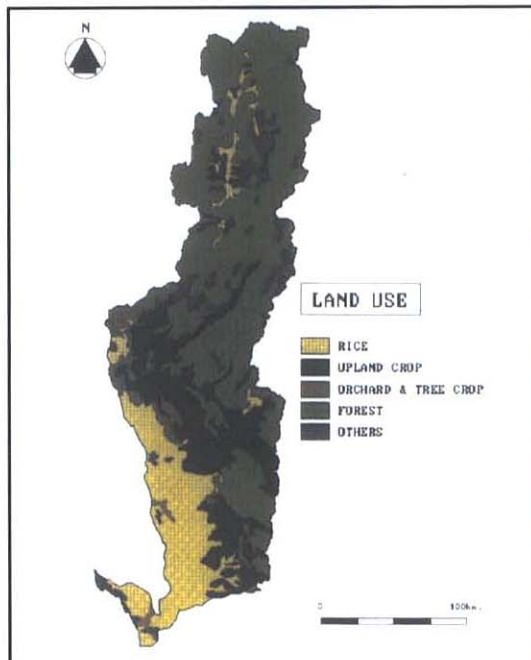 N
LAND USE
RICE
UPLAND CROP
ORCHARD & TREE CROP
FOREST
OTHERS
0 100km.